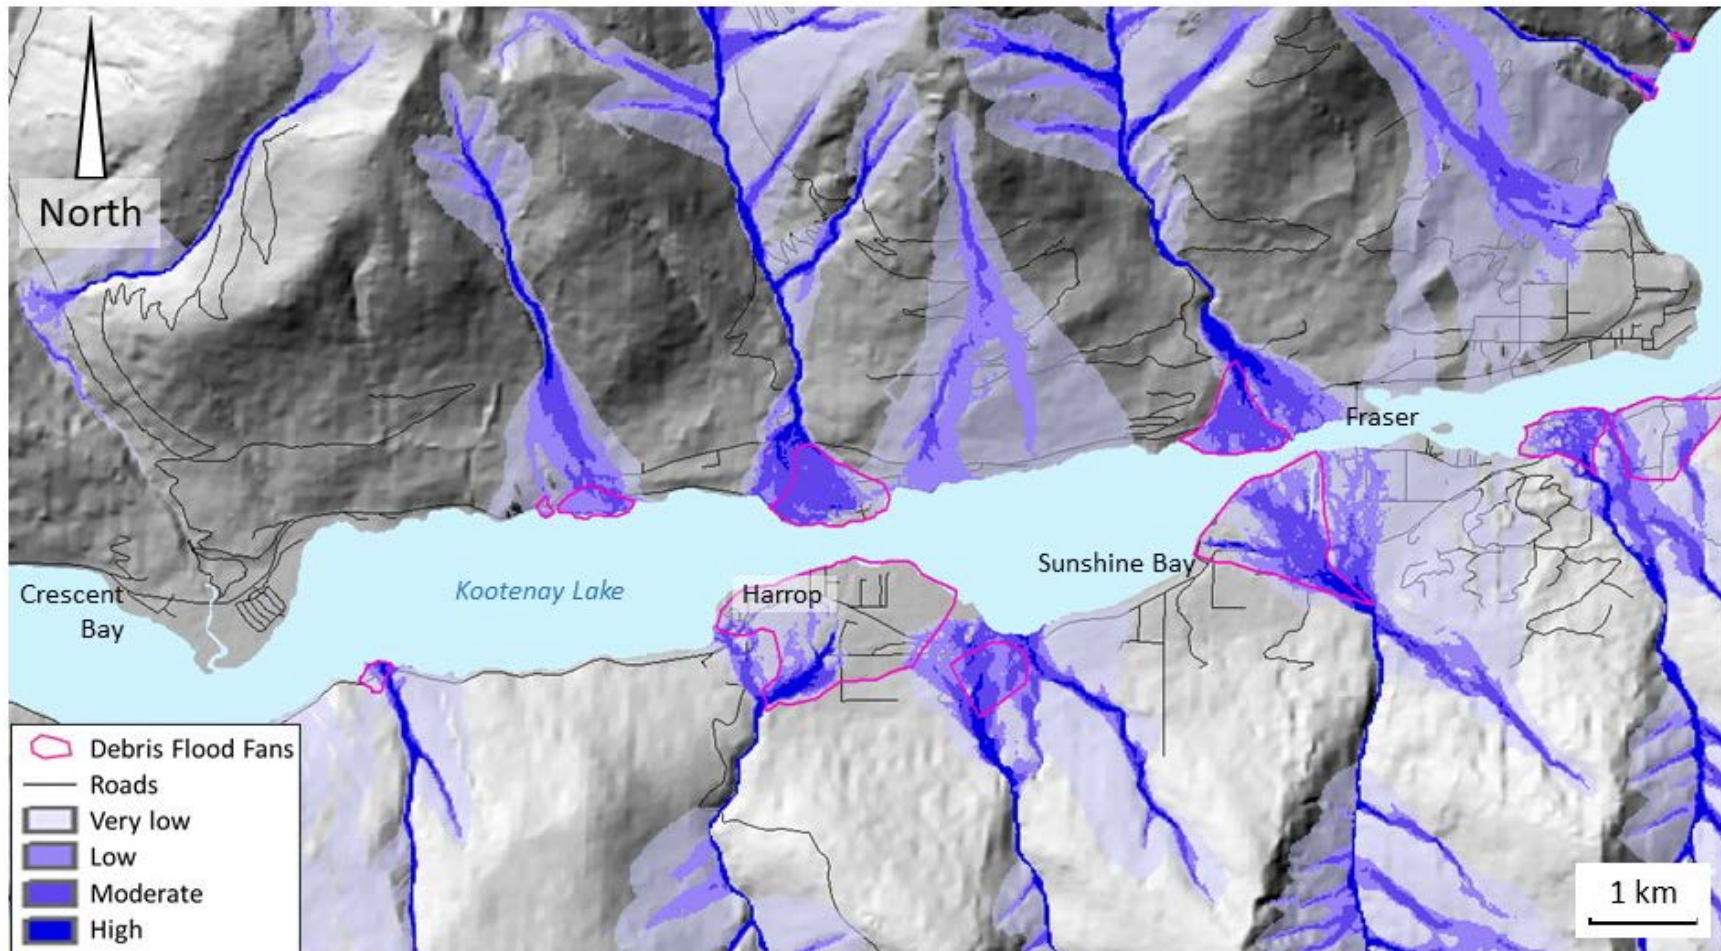 North
Fraser
Sunshine Bay
Crescent
Bay
Kootenay Lake
Harrop
Debris Flood Fans
Roads
Very low
Low
Moderate
High
1 km